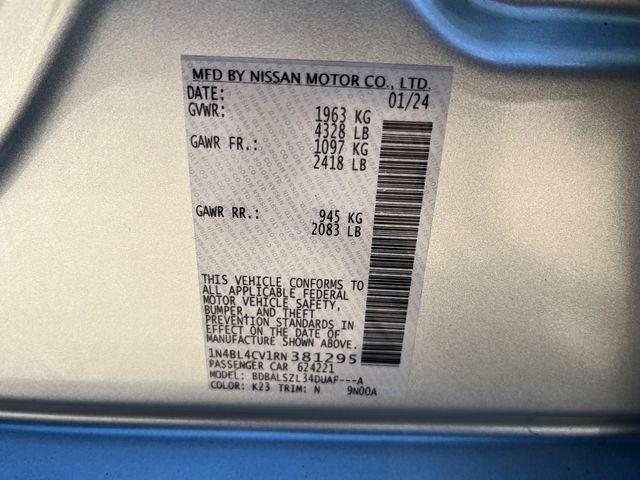 MFD BY NISSAN MOTOR CO., LTD.
DATE: 01/24
GVWR: 1963 KG
4328 LB
GAWR FR.: 1097 KG
2418 LB
GAWR RR.: 945 KG
2083 LB
THIS VEHICLE CONFORMS TO
ALL APPLICABLE FEDERAL
MOTOR VEHICLE SAFETY,
BUMPER, AND THEFT
PREVENTION STANDARDS IN
EFFECT ON THE DATE OF
MANUFACTURE SHOWN ABOVE.
1N4BL4CV1RN381295
PASSENGER CAR 624221
MODEL: BDBALSZL34DUAF---A
COLOR: K23 TRIM: N 9N00A